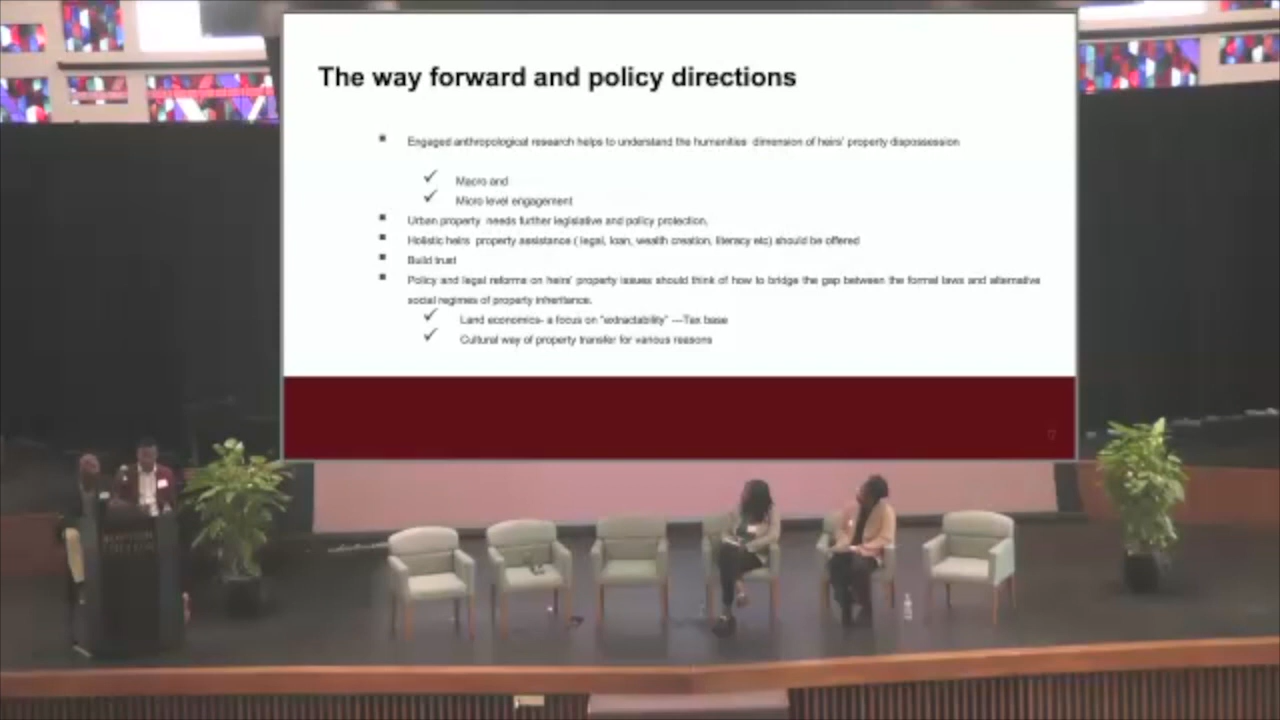 The way forward and policy directions
Engaged anthropological research helps to understand the humanities dimension of heirs' property dispossession
Macro and
Micro level engagement
Urban property needs further legislative and policy protection,
Holistic heirs property assistance ( legal, loan, wealth creation, literacy etc) should be offered
Build trust
Policy and legal reforms on heirs' property issues should think of how to bridge the gap between the formal laws and alternative
social regimes of property inheritance.
Land economics- a focus on "extractability" ---Tax base
Cultural way of property transfer for various reasons